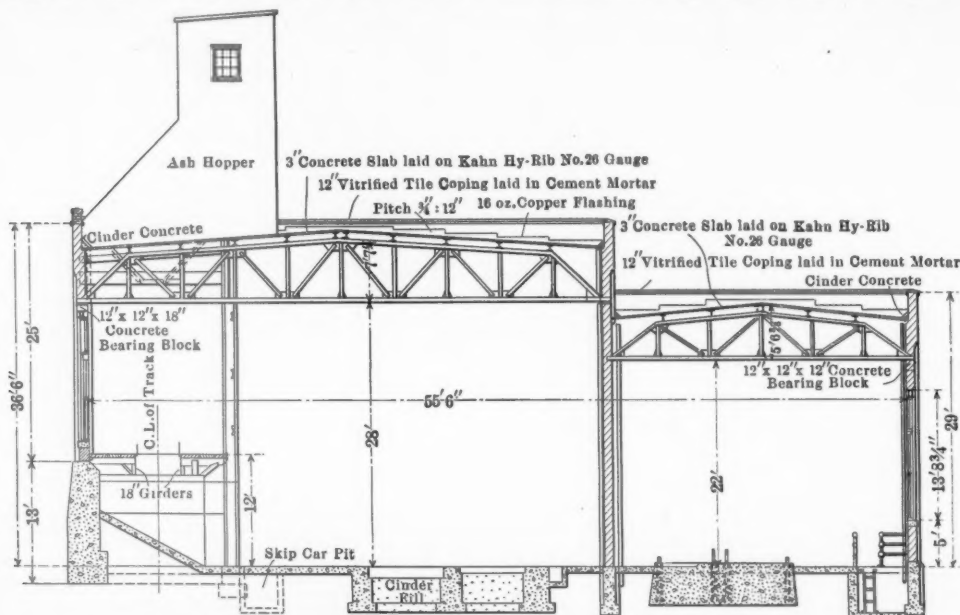 Ash Hopper
3"Concrete Slab laid on Kahn Hy-Rib No.26 Gauge
12"Vitrified Tile Coping laid in Cement Mortar
Pitch ¾":12"
16 oz.Copper Flashing
3"Concrete Slab laid on Kahn Hy-Rib
No.26 Gauge
12"Vitrified Tile Coping laid in Cement Mortar
Cinder Concrete
Cinder Concrete
12"x 12"x 18"
Concrete
Bearing Block
12"x 12"x 12"Concrete
Bearing Block
C.L.of Track
36'6"
25'
13'
55'6"
28'
22'
29'
13'8¾"
5'
12'
18"Girders
Skip Car Pit
Cinder
Fill